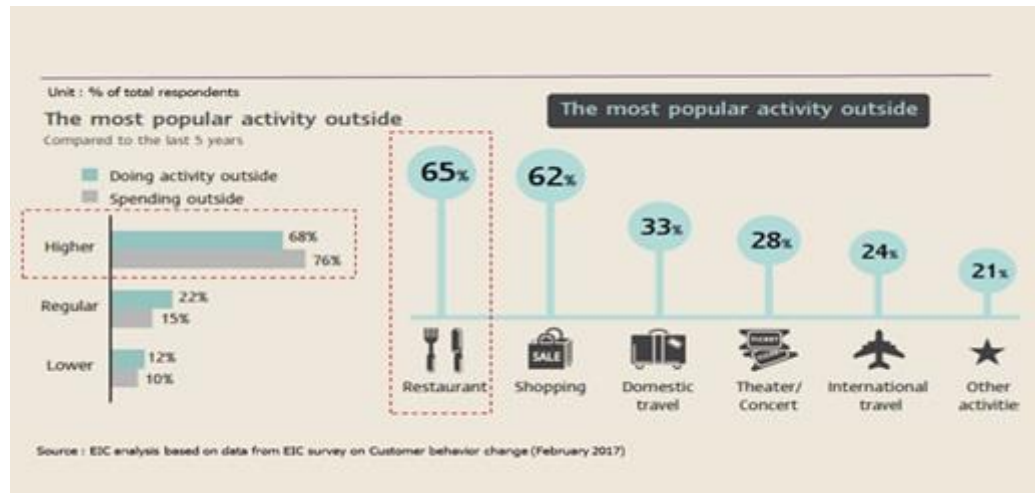 Unit : % of total respondents
The most popular activity outside
Compared to the last 5 years
Doing activity outside
Spending outside
Higher
68%
76%
Regular
22%
15%
Lower
12%
10%
The most popular activity outside
65%
62%
33%
28%
24%
21%
TICKET
SALE
Restaurant
Shopping
Domestic
travel
Theater/
Concert
International
travel
Other
activitie
Source : EIC analysis based on data from EIC survey on Customer behavior change (February 2017)